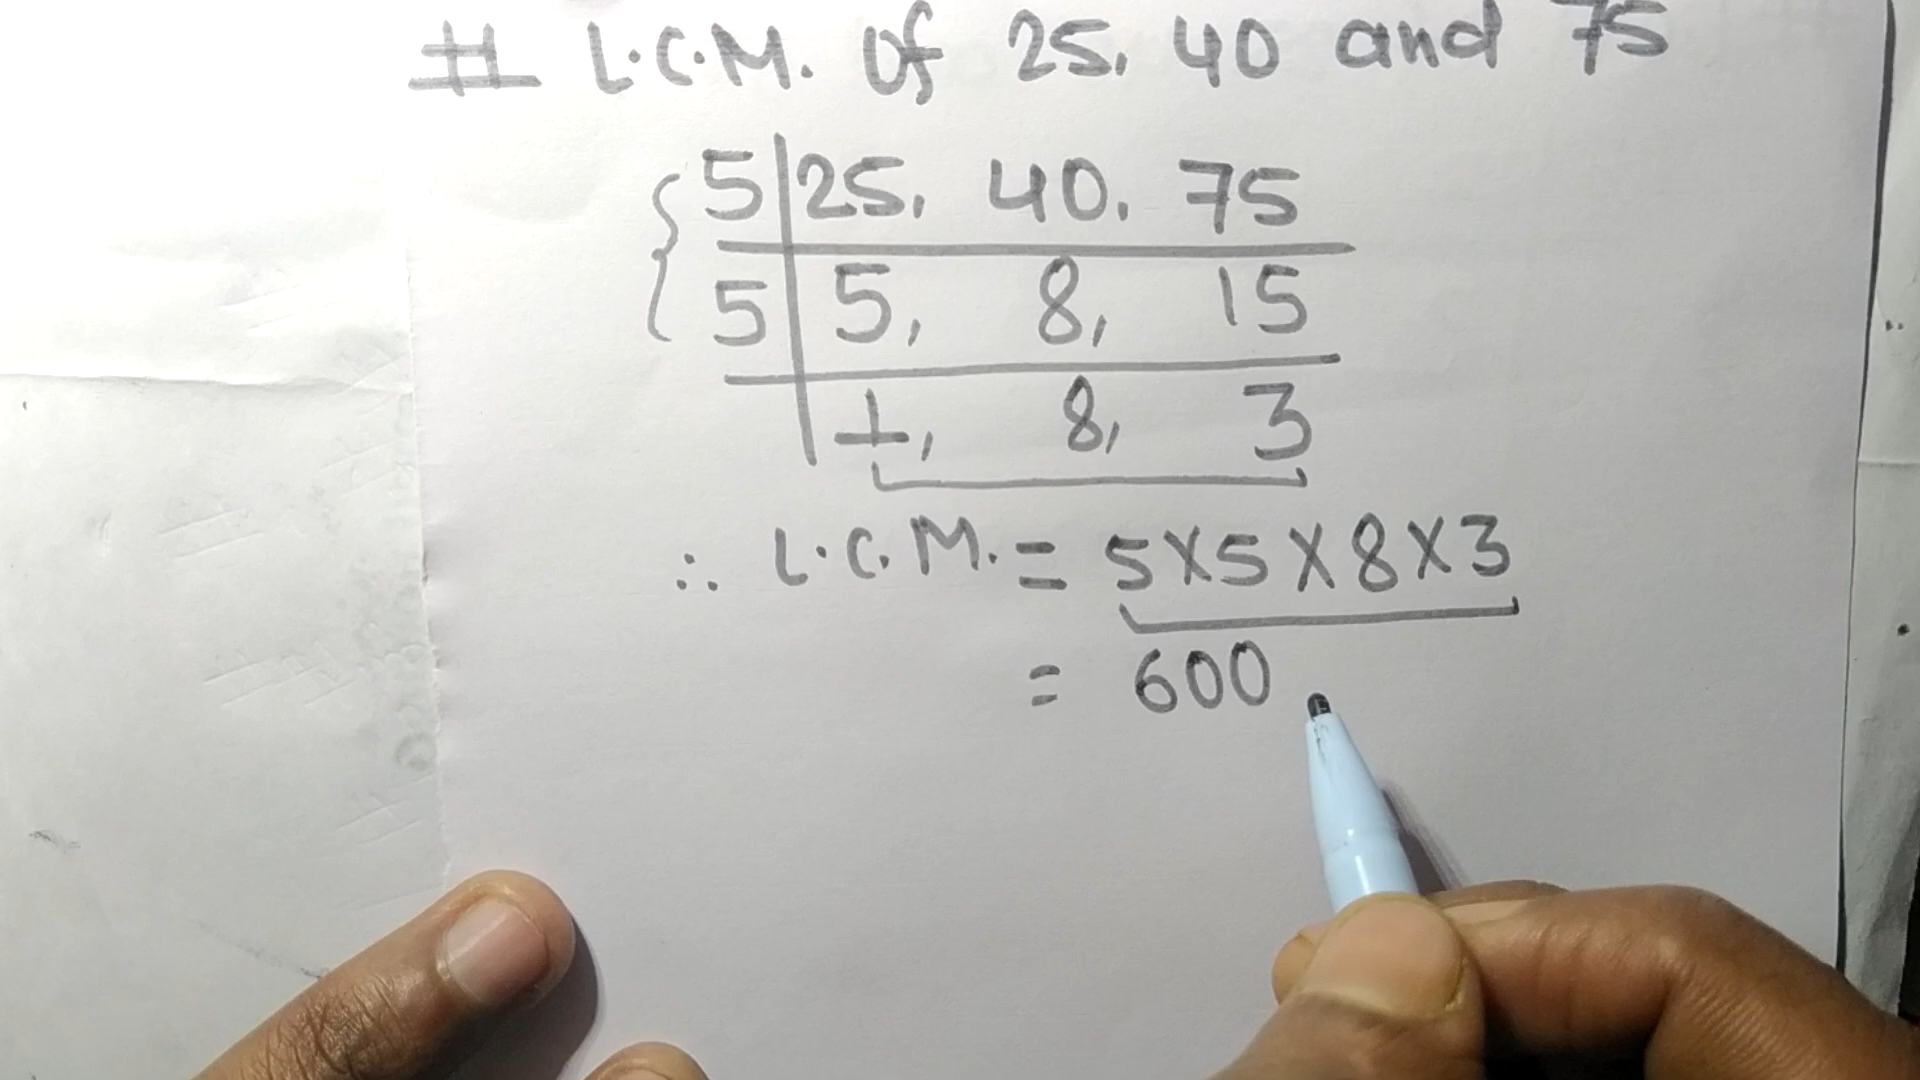 # L.C.M. Of 25, 40 and 75
5 25, 40, 75
5 5, 8, 15
1, 8, 3
∴ L.C.M. = 5×5×8×3
= 600